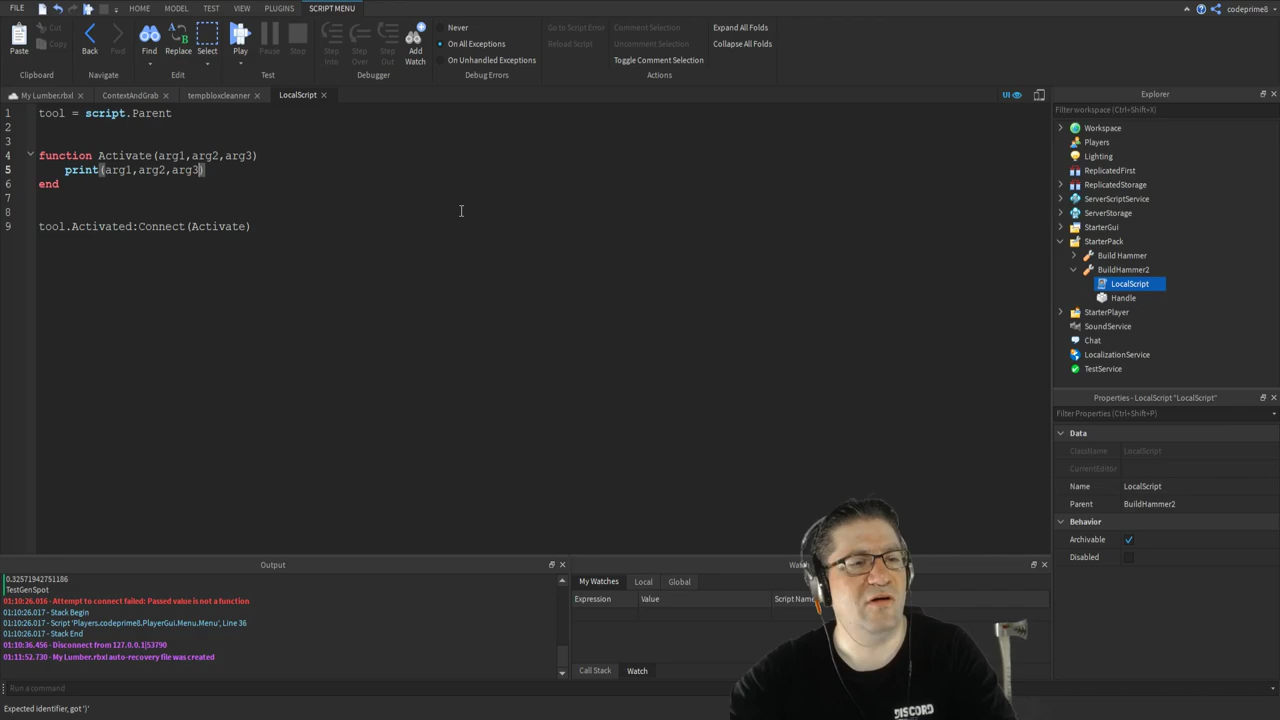 FILE
HOME
MODEL
TEST
VIEW
PLUGINS
SCRIPT MENU
codeprime8
Paste
Cut
Copy
Clipboard
Back
Fwd
Navigate
Find
Replace
Select
Edit
Play
Pause
Stop
Test
Step Into
Step Over
Step Out
Add Watch
Debugger
Never
On All Exceptions
On Unhandled Exceptions
Debug Errors
Go to Script Error
Reload Script
Comment Selection
Uncomment Selection
Toggle Comment Selection
Actions
Expand All Folds
Collapse All Folds
My Lumber.rbxl ×
ContextAndGrab ×
tempbloxcleanner ×
LocalScript ×
UI
1 tool = script.Parent
2
3
4 function Activate(arg1,arg2,arg3)
5 print(arg1,arg2,arg3)
6 end
7
8
9 tool.Activated:Connect(Activate)
Explorer
Filter workspace (Ctrl+Shift+X)
Workspace
Players
Lighting
ReplicatedFirst
ReplicatedStorage
ServerScriptService
ServerStorage
StarterGui
StarterPack
Build Hammer
BuildHammer2
LocalScript
Handle
StarterPlayer
SoundService
Chat
LocalizationService
TestService
Properties - LocalScript "LocalScript"
Filter Properties (Ctrl+Shift+P)
Data
ClassName LocalScript
CurrentEditor
Name LocalScript
Parent BuildHammer2
Behavior
Archivable
Disabled
Output
0.32571942751186
TestGenSpot
01:10:26.016 - Attempt to connect failed: Passed value is not a function
01:10:26.017 - Stack Begin
01:10:26.017 - Script 'Players.codeprime8.PlayerGui.Menu.Menu', Line 36
01:10:26.017 - Stack End
01:10:36.456 - Disconnect from 127.0.0.1|53790
01:11:52.730 - My Lumber.rbxl auto-recovery file was created
My Watches
Local
Global
Expression
Value
Call Stack
Watch
Run a command
Expected identifier, got ')'
DISCORD